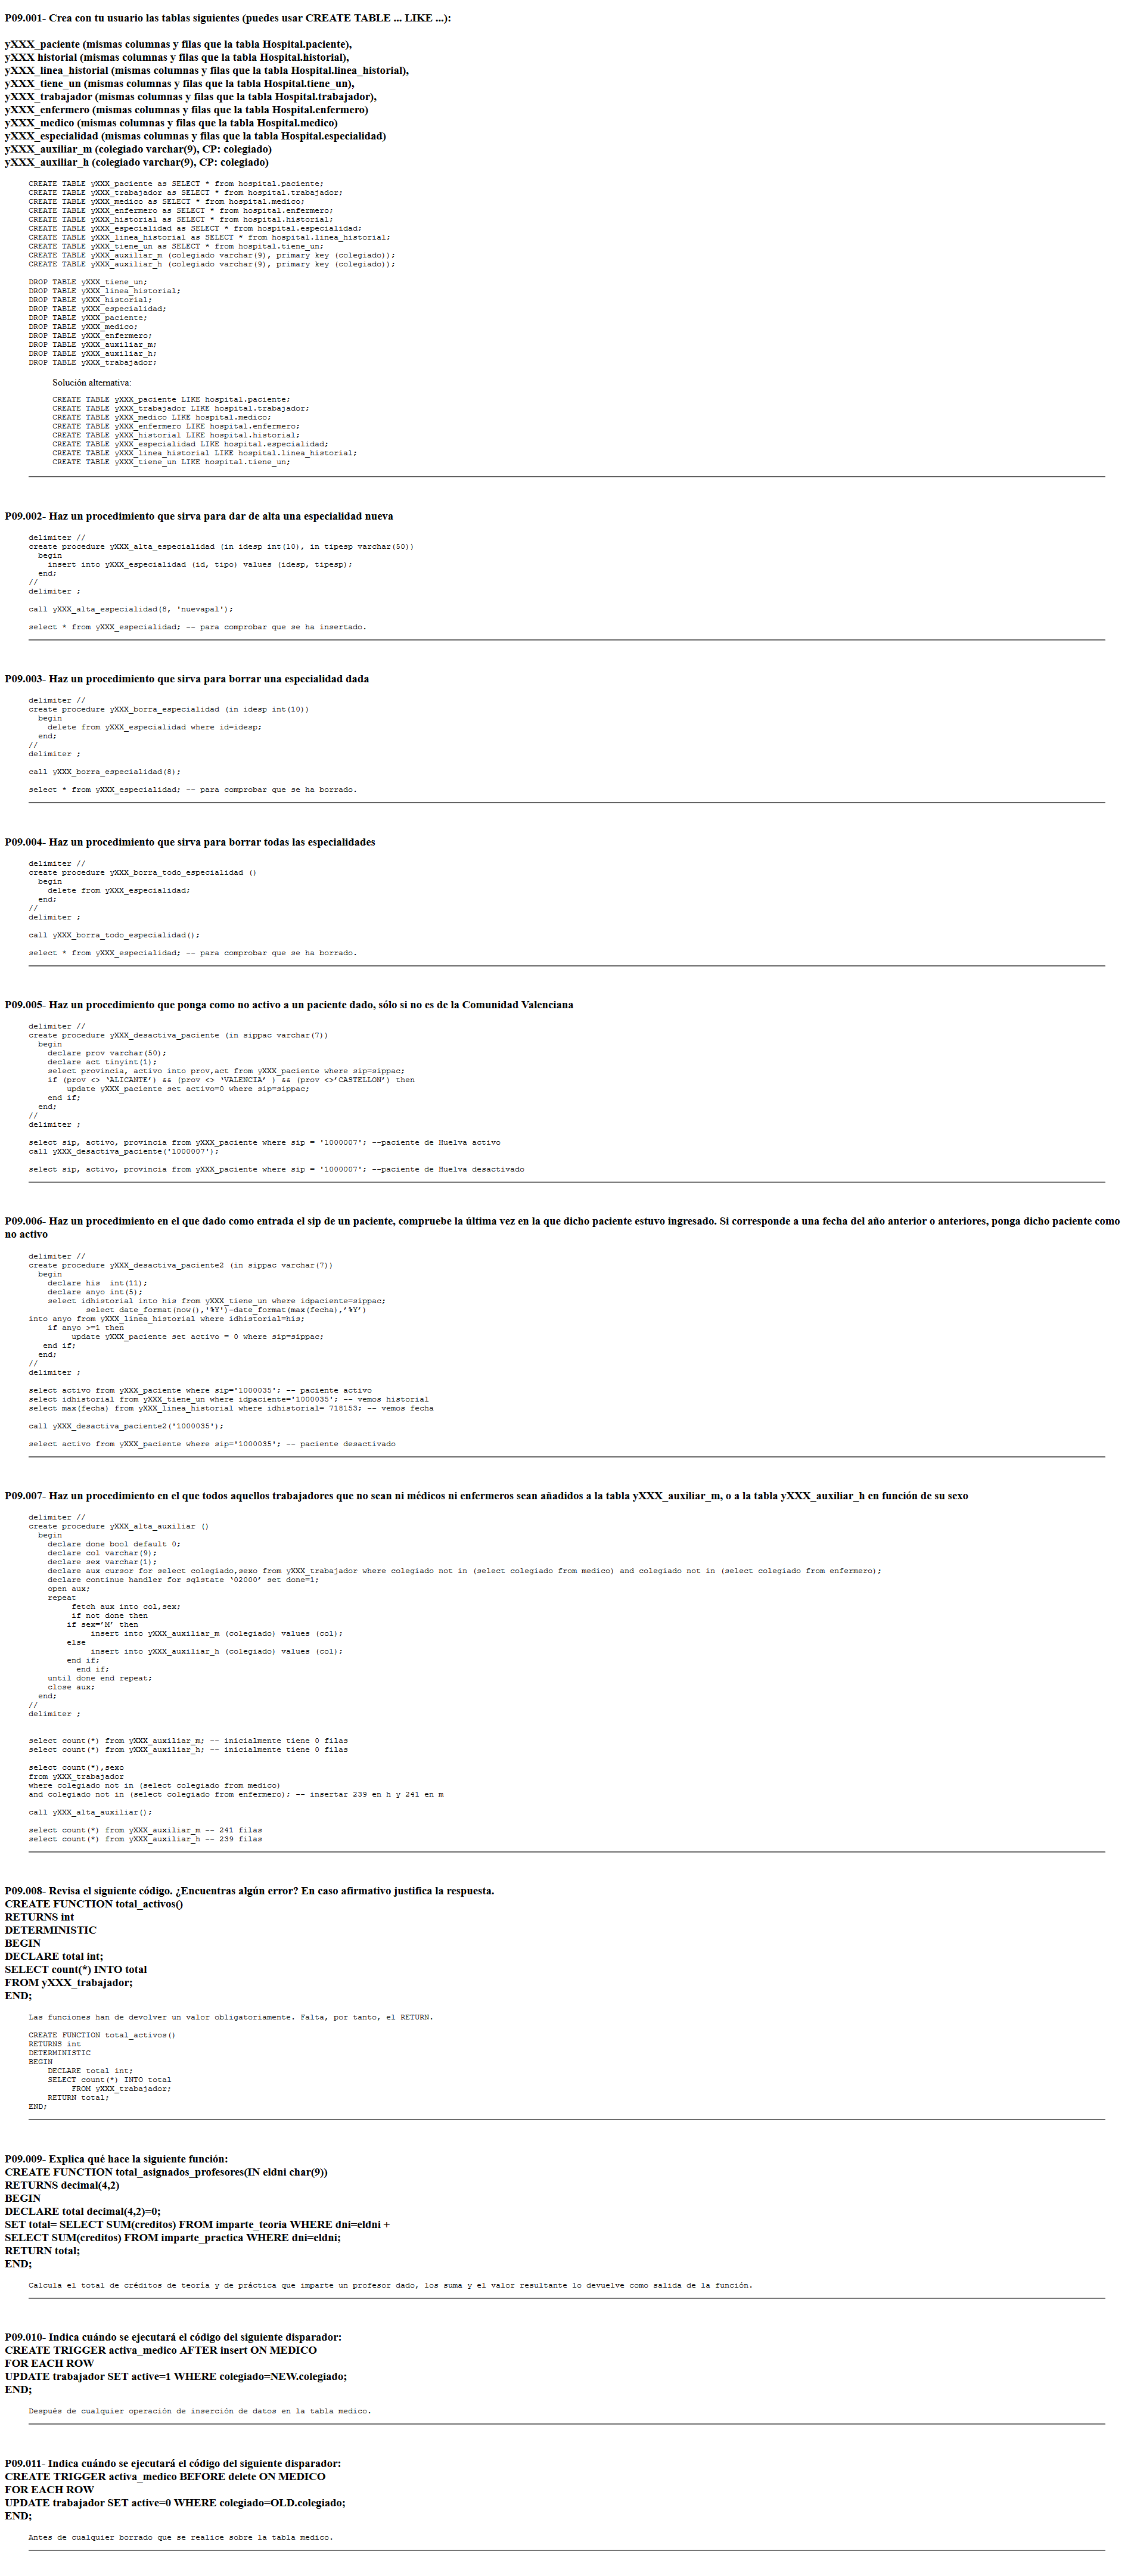 P09.001- Crea con tu usuario las tablas siguientes (puedes usar CREATE TABLE ... LIKE ...):
yXXX_paciente (mismas columnas y filas que la tabla Hospital.paciente),
yXXX historial (mismas columnas y filas que la tabla Hospital.historial),
yXXX_linea_historial (mismas columnas y filas que la tabla Hospital.linea_historial),
yXXX_tiene_un (mismas columnas y filas que la tabla Hospital.tiene_un),
yXXX_trabajador (mismas columnas y filas que la tabla Hospital.trabajador),
yXXX_enfermero (mismas columnas y filas que la tabla Hospital.enfermero)
yXXX_medico (mismas columnas y filas que la tabla Hospital.medico)
yXXX_especialidad (mismas columnas y filas que la tabla Hospital.especialidad)
yXXX_auxiliar_m (colegiado varchar(9), CP: colegiado)
yXXX_auxiliar_h (colegiado varchar(9), CP: colegiado)
CREATE TABLE yXXX_paciente as SELECT * from hospital.paciente;
CREATE TABLE yXXX_trabajador as SELECT * from hospital.trabajador;
CREATE TABLE yXXX_medico as SELECT * from hospital.medico;
CREATE TABLE yXXX_enfermero as SELECT * from hospital.enfermero;
CREATE TABLE yXXX_historial as SELECT * from hospital.historial;
CREATE TABLE yXXX_especialidad as SELECT * from hospital.especialidad;
CREATE TABLE yXXX_linea_historial as SELECT * from hospital.linea_historial;
CREATE TABLE yXXX_tiene_un as SELECT * from hospital.tiene_un;
CREATE TABLE yXXX_auxiliar_m (colegiado varchar(9), primary key (colegiado));
CREATE TABLE yXXX_auxiliar_h (colegiado varchar(9), primary key (colegiado));
DROP TABLE yXXX_tiene_un;
DROP TABLE yXXX_linea_historial;
DROP TABLE yXXX_historial;
DROP TABLE yXXX_especialidad;
DROP TABLE yXXX_paciente;
DROP TABLE yXXX_medico;
DROP TABLE yXXX_enfermero;
DROP TABLE yXXX_auxiliar_m;
DROP TABLE yXXX_auxiliar_h;
DROP TABLE yXXX_trabajador;
Solución alternativa:
CREATE TABLE yXXX_paciente LIKE hospital.paciente;
CREATE TABLE yXXX_trabajador LIKE hospital.trabajador;
CREATE TABLE yXXX_medico LIKE hospital.medico;
CREATE TABLE yXXX_enfermero LIKE hospital.enfermero;
CREATE TABLE yXXX_historial LIKE hospital.historial;
CREATE TABLE yXXX_especialidad LIKE hospital.especialidad;
CREATE TABLE yXXX_linea_historial LIKE hospital.linea_historial;
CREATE TABLE yXXX_tiene_un LIKE hospital.tiene_un;
P09.002- Haz un procedimiento que sirva para dar de alta una especialidad nueva
delimiter //
create procedure yXXX_alta_especialidad (in idesp int(10), in tipesp varchar(50))
begin
insert into yXXX_especialidad (id, tipo) values (idesp, tipesp);
end;
//
delimiter ;
call yXXX_alta_especialidad(8, 'nuevapal');
select * from yXXX_especialidad; -- para comprobar que se ha insertado.
P09.003- Haz un procedimiento que sirva para borrar una especialidad dada
delimiter //
create procedure yXXX_borra_especialidad (in idesp int(10))
begin
delete from yXXX_especialidad where id=idesp;
end;
//
delimiter ;
call yXXX_borra_especialidad(8);
select * from yXXX_especialidad; -- para comprobar que se ha borrado.
P09.004- Haz un procedimiento que sirva para borrar todas las especialidades
delimiter //
create procedure yXXX_borra_todo_especialidad ()
begin
delete from yXXX_especialidad;
end;
//
delimiter ;
call yXXX_borra_todo_especialidad();
select * from yXXX_especialidad; -- para comprobar que se ha borrado.
P09.005- Haz un procedimiento que ponga como no activo a un paciente dado, sólo si no es de la Comunidad Valenciana
delimiter //
create procedure yXXX_desactiva_paciente (in sippac varchar(7))
begin
declare prov varchar(50);
declare act tinyint(1);
select provincia, activo into prov,act from yXXX_paciente where sip=sippac;
if (prov <> ‘ALICANTE’) && (prov <> ‘VALENCIA’ ) && (prov <>’CASTELLON’) then
update yXXX_paciente set activo=0 where sip=sippac;
end if;
end;
//
delimiter ;
select sip, activo, provincia from yXXX_paciente where sip = '1000007'; --paciente de Huelva activo
call yXXX_desactiva_paciente('1000007');
select sip, activo, provincia from yXXX_paciente where sip = '1000007'; --paciente de Huelva desactivado
P09.006- Haz un procedimiento en el que dado como entrada el sip de un paciente, compruebe la última vez en la que dicho paciente estuvo ingresado. Si corresponde a una fecha del año anterior o anteriores, ponga dicho paciente como
no activo
delimiter //
create procedure yXXX_desactiva_paciente2 (in sippac varchar(7))
begin
declare his  int(11);
declare anyo int(5);
select idhistorial into his from yXXX_tiene_un where idpaciente=sippac;
select date_format(now(),'%Y')-date_format(max(fecha),’%Y’)
into anyo from yXXX_linea_historial where idhistorial=his;
if anyo >=1 then
update yXXX_paciente set activo = 0 where sip=sippac;
end if;
end;
//
delimiter ;
select activo from yXXX_paciente where sip='1000035'; -- paciente activo
select idhistorial from yXXX_tiene_un where idpaciente='1000035'; -- vemos historial
select max(fecha) from yXXX_linea_historial where idhistorial= 718153; -- vemos fecha
call yXXX_desactiva_paciente2('1000035');
select activo from yXXX_paciente where sip='1000035'; -- paciente desactivado
P09.007- Haz un procedimiento en el que todos aquellos trabajadores que no sean ni médicos ni enfermeros sean añadidos a la tabla yXXX_auxiliar_m, o a la tabla yXXX_auxiliar_h en función de su sexo
delimiter //
create procedure yXXX_alta_auxiliar ()
begin
declare done bool default 0;
declare col varchar(9);
declare sex varchar(1);
declare aux cursor for select colegiado,sexo from yXXX_trabajador where colegiado not in (select colegiado from medico) and colegiado not in (select colegiado from enfermero);
declare continue handler for sqlstate ‘02000’ set done=1;
open aux;
repeat
fetch aux into col,sex;
if not done then
if sex=’M’ then
insert into yXXX_auxiliar_m (colegiado) values (col);
else
insert into yXXX_auxiliar_h (colegiado) values (col);
end if;
end if;
until done end repeat;
close aux;
end;
//
delimiter ;
select count(*) from yXXX_auxiliar_m; -- inicialmente tiene 0 filas
select count(*) from yXXX_auxiliar_h; -- inicialmente tiene 0 filas
select count(*),sexo
from yXXX_trabajador
where colegiado not in (select colegiado from medico)
and colegiado not in (select colegiado from enfermero); -- insertar 239 en h y 241 en m
call yXXX_alta_auxiliar();
select count(*) from yXXX_auxiliar_m -- 241 filas
select count(*) from yXXX_auxiliar_h -- 239 filas
P09.008- Revisa el siguiente código. ¿Encuentras algún error? En caso afirmativo justifica la respuesta.
CREATE FUNCTION total_activos()
RETURNS int
DETERMINISTIC
BEGIN
DECLARE total int;
SELECT count(*) INTO total
FROM yXXX_trabajador;
END;
Las funciones han de devolver un valor obligatoriamente. Falta, por tanto, el RETURN.
CREATE FUNCTION total_activos()
RETURNS int
DETERMINISTIC
BEGIN
DECLARE total int;
SELECT count(*) INTO total
FROM yXXX_trabajador;
RETURN total;
END;
P09.009- Explica qué hace la siguiente función:
CREATE FUNCTION total_asignados_profesores(IN eldni char(9))
RETURNS decimal(4,2)
BEGIN
DECLARE total decimal(4,2)=0;
SET total= SELECT SUM(creditos) FROM imparte_teoria WHERE dni=eldni +
SELECT SUM(creditos) FROM imparte_practica WHERE dni=eldni;
RETURN total;
END;
Calcula el total de créditos de teoría y de práctica que imparte un profesor dado, los suma y el valor resultante lo devuelve como salida de la función.
P09.010- Indica cuándo se ejecutará el código del siguiente disparador:
CREATE TRIGGER activa_medico AFTER insert ON MEDICO
FOR EACH ROW
UPDATE trabajador SET active=1 WHERE colegiado=NEW.colegiado;
END;
Después de cualquier operación de inserción de datos en la tabla medico.
P09.011- Indica cuándo se ejecutará el código del siguiente disparador:
CREATE TRIGGER activa_medico BEFORE delete ON MEDICO
FOR EACH ROW
UPDATE trabajador SET active=0 WHERE colegiado=OLD.colegiado;
END;
Antes de cualquier borrado que se realice sobre la tabla medico.